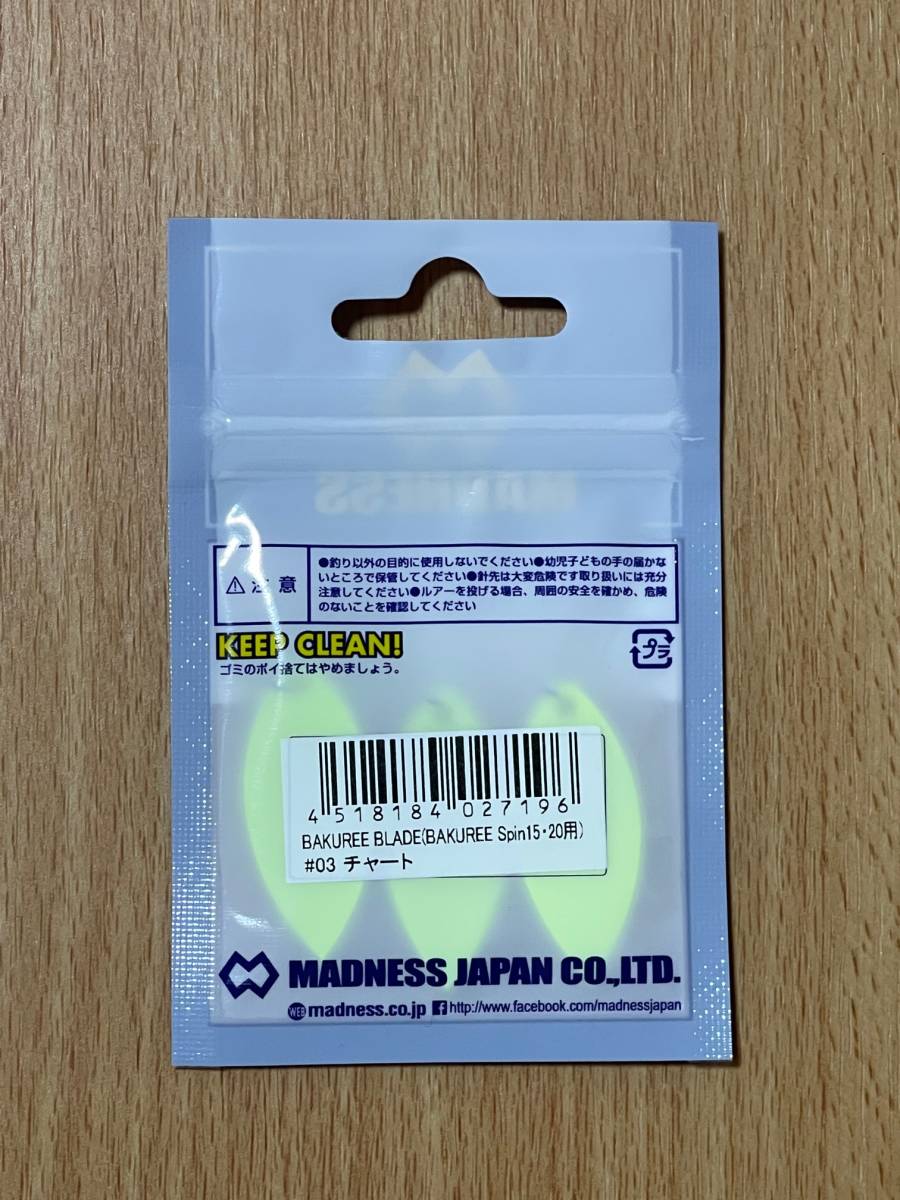 MADNESS
⚠注意
●釣り以外の目的に使用しないでください●幼児子どもの手の届かな
いところで保管してください●針先は大変危険です取り扱いには充分
注意してください●ルアーを投げる場合、周囲の安全を確かめ、危険
のないことを確認してください
KEEP CLEAN!
ゴミのポイ捨てはやめましょう。
プラ
4 518184 027196
BAKUREE BLADE(BAKUREE Spin15・20用)
#03 チャート
MADNESS JAPAN CO.,LTD.
WEB madness.co.jp f http://www.facebook.com/madnessjapan